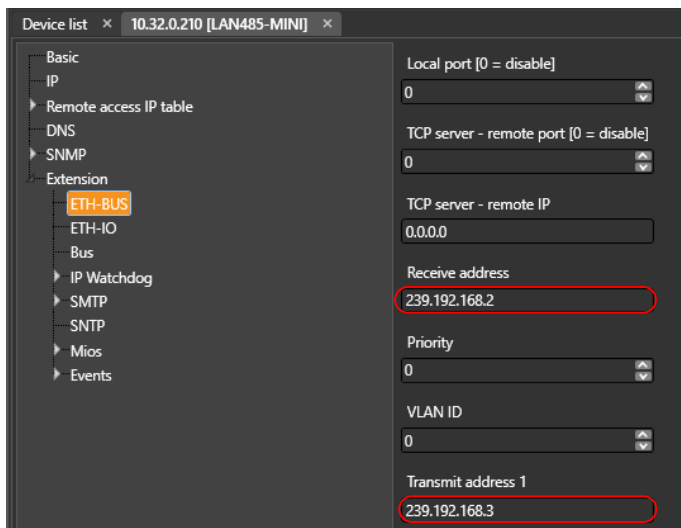 Device list × 10.32.0.210 [LAN485-MINI] ×
Basic
IP
Remote access IP table
DNS
SNMP
Extension
ETH-BUS
ETH-IO
Bus
IP Watchdog
SMTP
SNTP
Mios
Events
Local port [0 = disable]
0
TCP server - remote port [0 = disable]
0
TCP server - remote IP
0.0.0.0
Receive address
239.192.168.2
Priority
0
VLAN ID
0
Transmit address 1
239.192.168.3